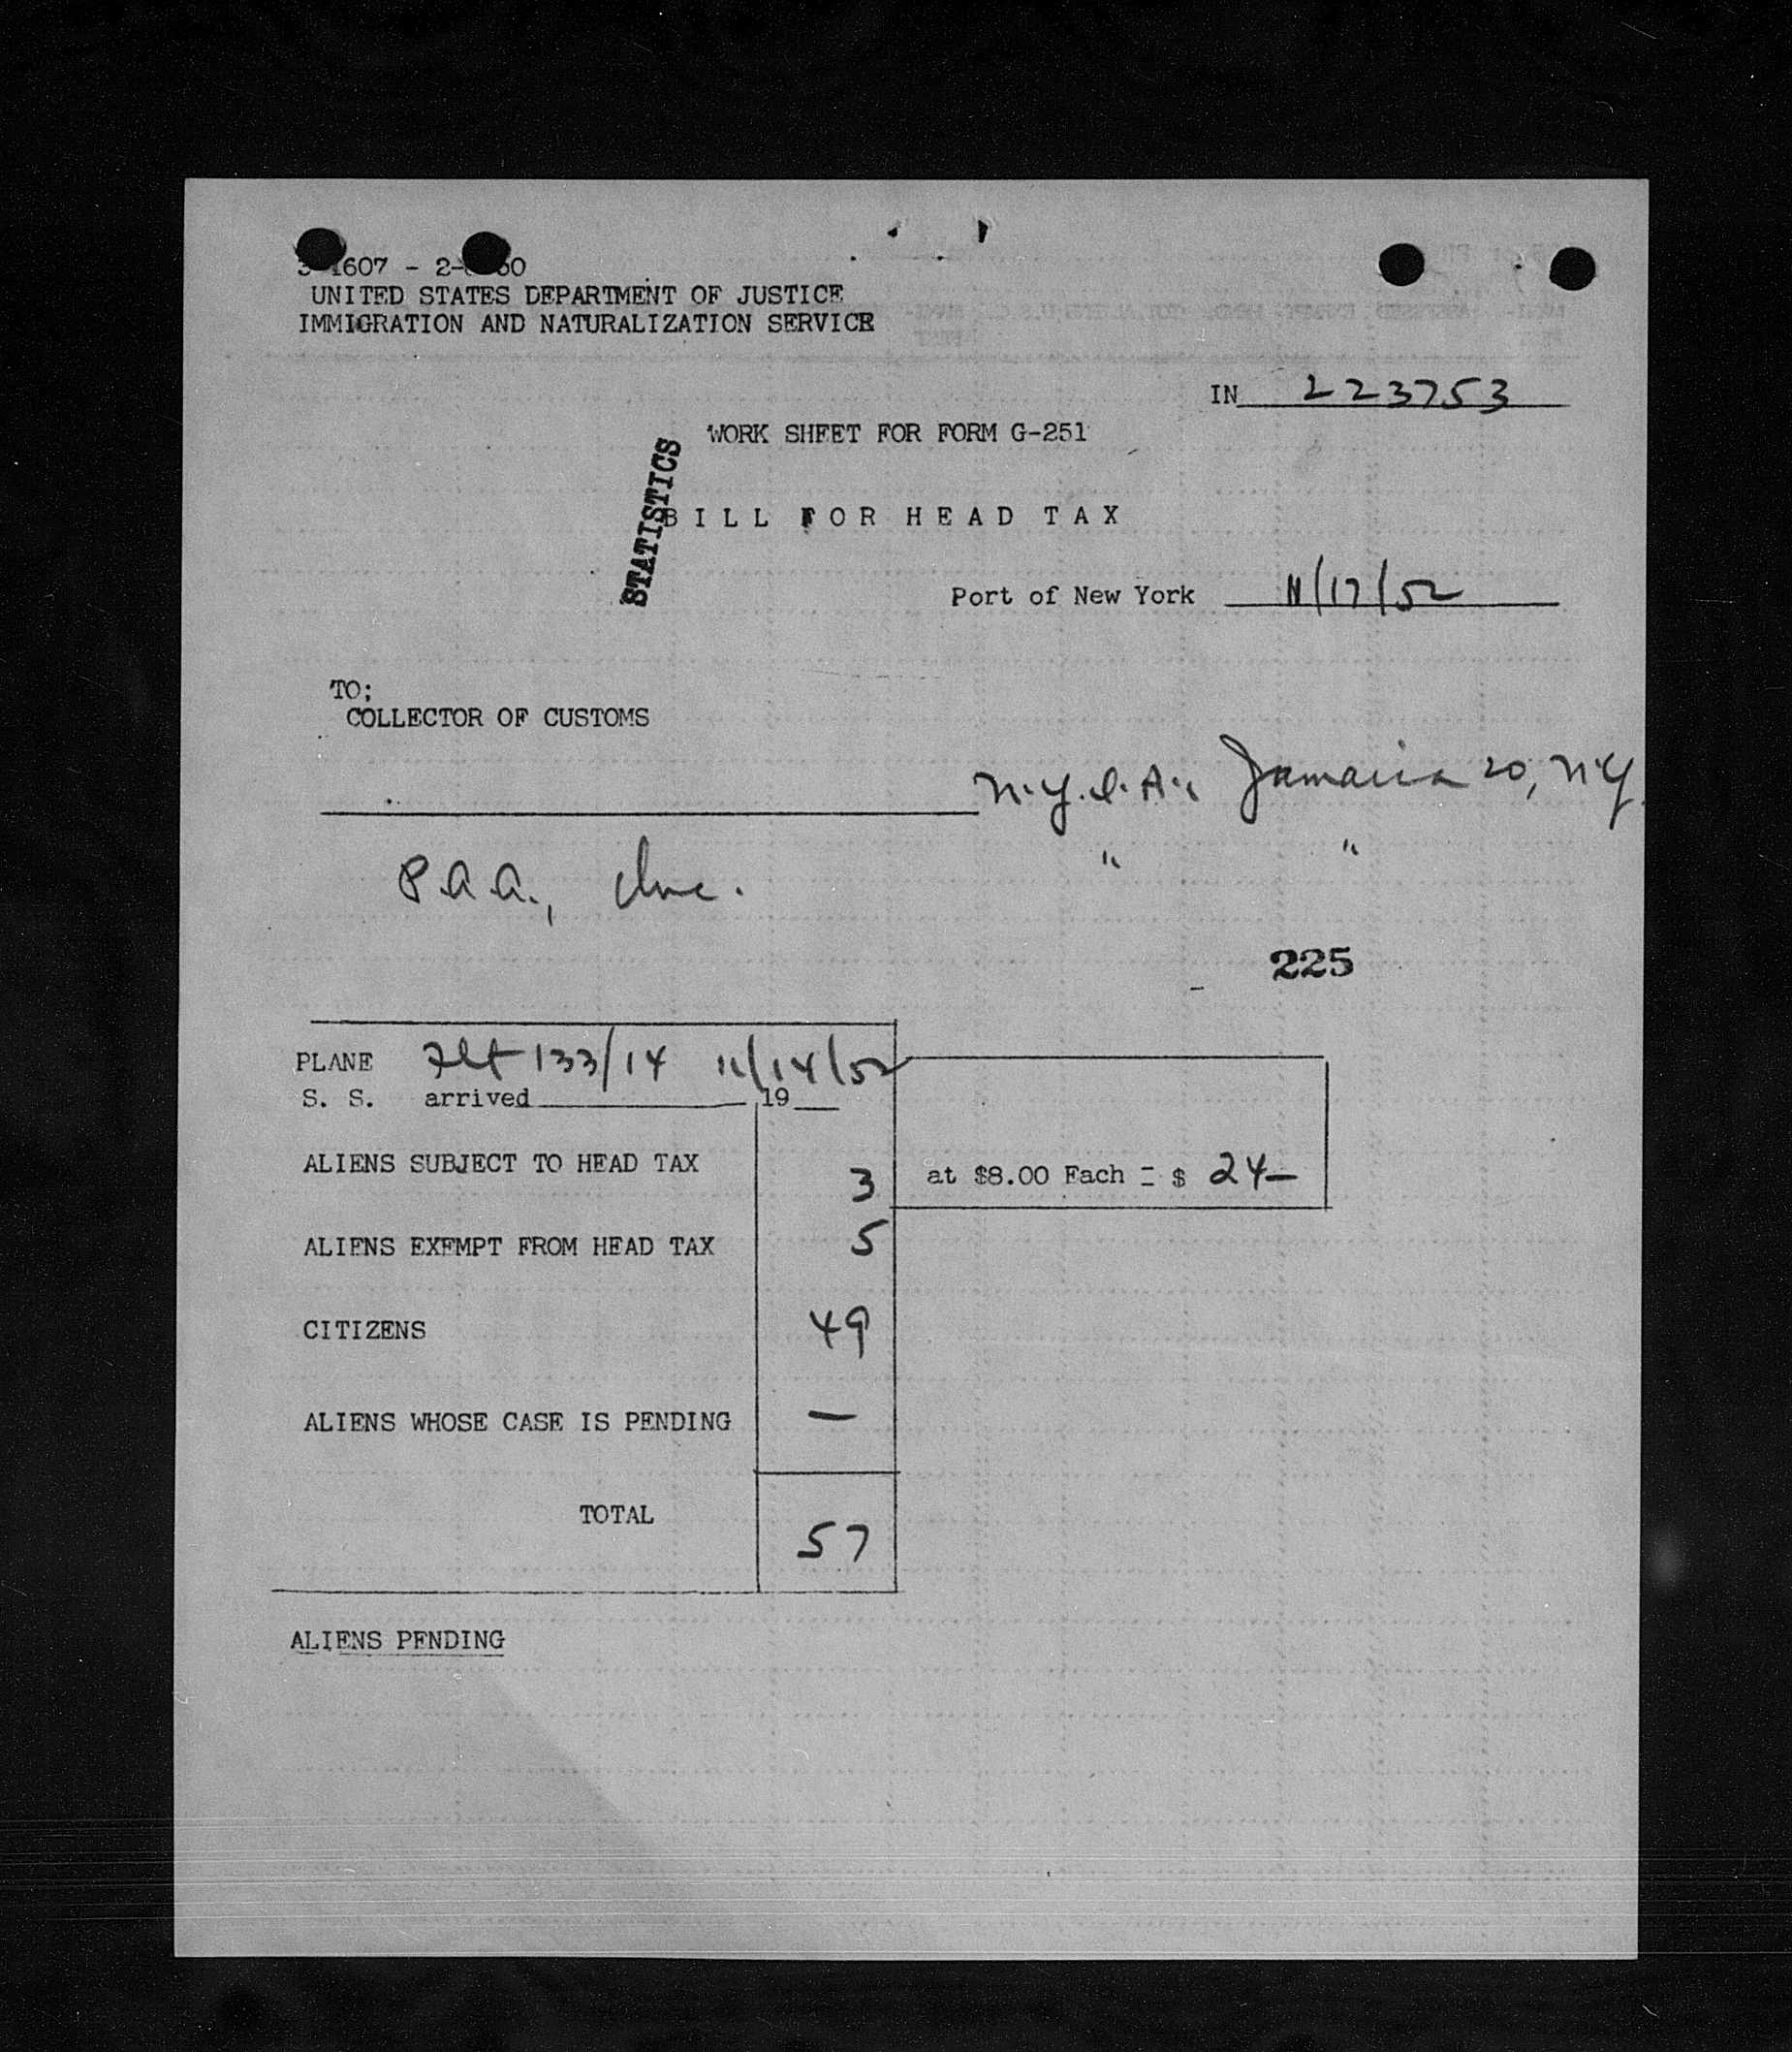 1607 - 2-
UNITED STATES DEPARTMENT OF JUSTICE
IMMIGRATION AND NATURALIZATION SERVICE
IN 223753
WORK SHEET FOR FORM G-251
STATISTICS
BILL FOR HEAD TAX
Port of New York 11/17/52
TO;
COLLECTOR OF CUSTOMS
N.Y.I.A., Jamaica 20, N.Y.
P.A.A., Inc. " "
225
PLANE Flt 133/14 11/14/52
S. S. arrived ,19
ALIENS SUBJECT TO HEAD TAX 3 at $8.00 Each = $ 24—
ALIENS EXEMPT FROM HEAD TAX 5
CITIZENS 49
ALIENS WHOSE CASE IS PENDING —
TOTAL 57
ALIENS PENDING